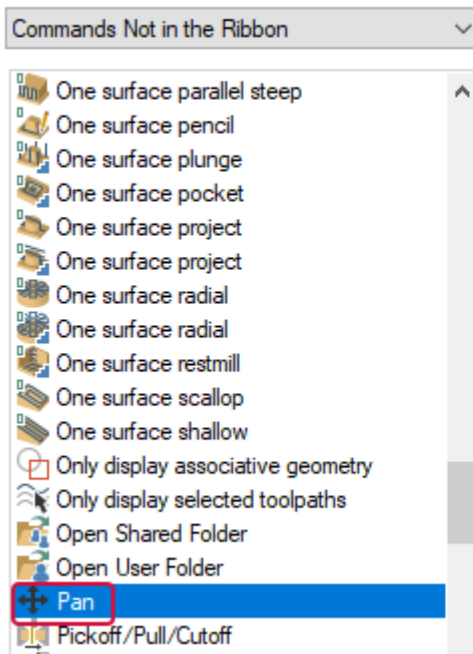 Commands Not in the Ribbon
One surface parallel steep
One surface pencil
One surface plunge
One surface pocket
One surface project
One surface project
One surface radial
One surface radial
One surface restmill
One surface scallop
One surface shallow
Only display associative geometry
Only display selected toolpaths
Open Shared Folder
Open User Folder
Pan
Pickoff/Pull/Cutoff